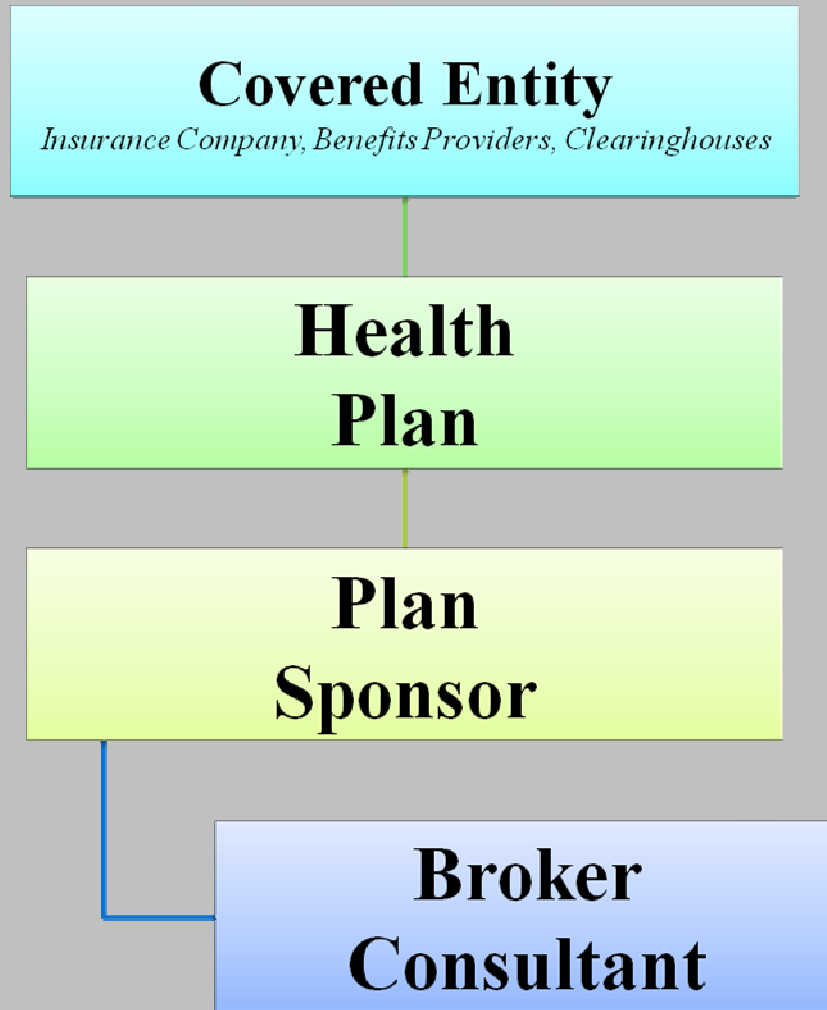 Covered Entity
Insurance Company, Benefits Providers, Clearinghouses
Health
Plan
Plan
Sponsor
Broker
Consultant